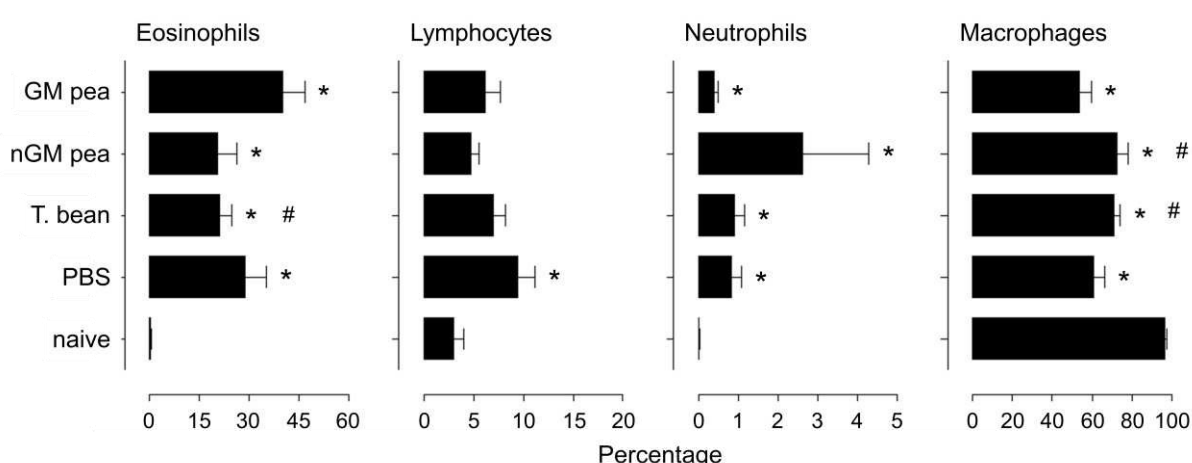 Eosinophils Lymphocytes Neutrophils Macrophages
GM pea * * *
nGM pea * * * #
T. bean * # * * #
PBS * * * *
naive
0 15 30 45 60 0 5 10 15 20 0 1 2 3 4 5 0 20 40 60 80 100
Percentage